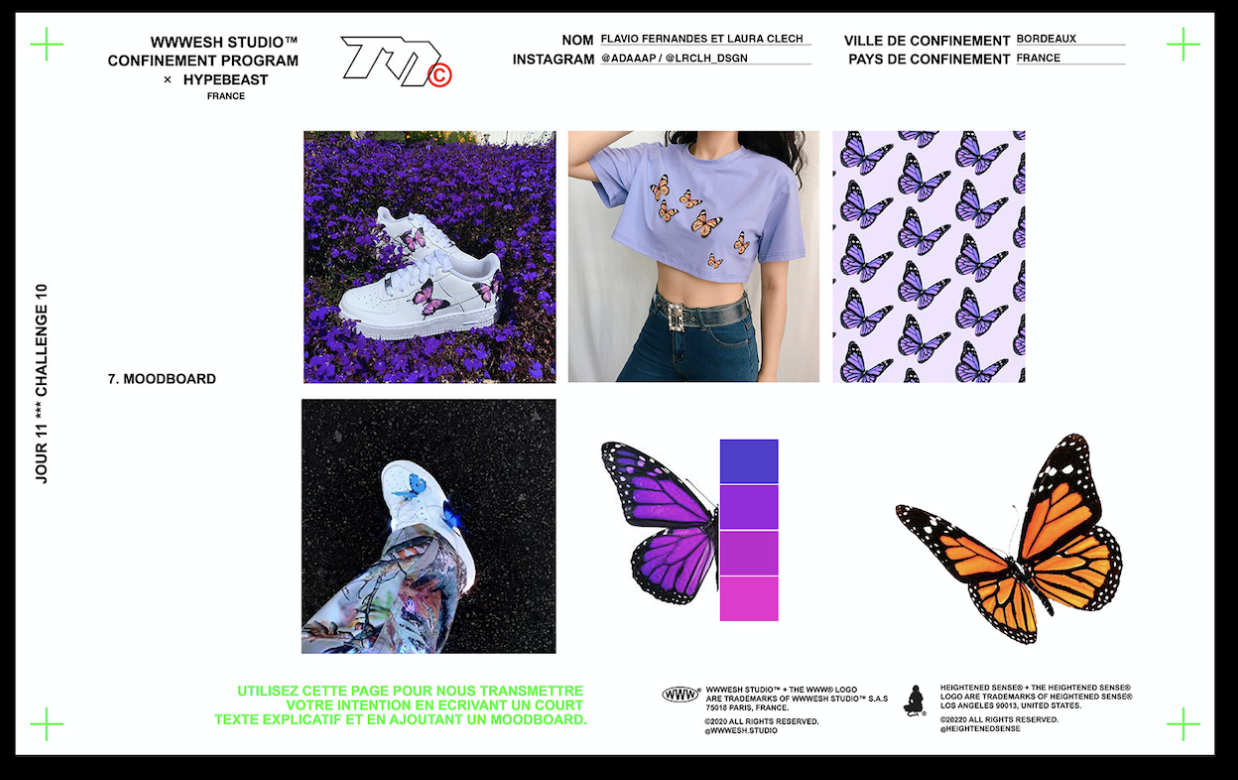 WWWESH STUDIO™
CONFINEMENT PROGRAM
× HYPEBEAST
FRANCE
©
NOM FLAVIO FERNANDES ET LAURA CLECH
INSTAGRAM @ADAAAP / @LRCLH_DSGN
VILLE DE CONFINEMENT BORDEAUX
PAYS DE CONFINEMENT FRANCE
JOUR 11 *** CHALLENGE 10
7. MOODBOARD
UTILISEZ CETTE PAGE POUR NOUS TRANSMETTRE
VOTRE INTENTION EN ECRIVANT UN COURT
TEXTE EXPLICATIF ET EN AJOUTANT UN MOODBOARD.
WWW®
WWWESH STUDIO™ + THE WWW® LOGO
ARE TRADEMARKS OF WWWESH STUDIO™ S.A.S
75018 PARIS, FRANCE.
©2020 ALL RIGHTS RESERVED.
@WWWESH.STUDIO
®
HEIGHTENED SENSE® + THE HEIGHTENED SENSE®
LOGO ARE TRADEMARKS OF HEIGHTENED SENSE®
LOS ANGELES 90013, UNITED STATES.
©20220 ALL RIGHTS RESERVED.
@HEIGHTENEDSENSE